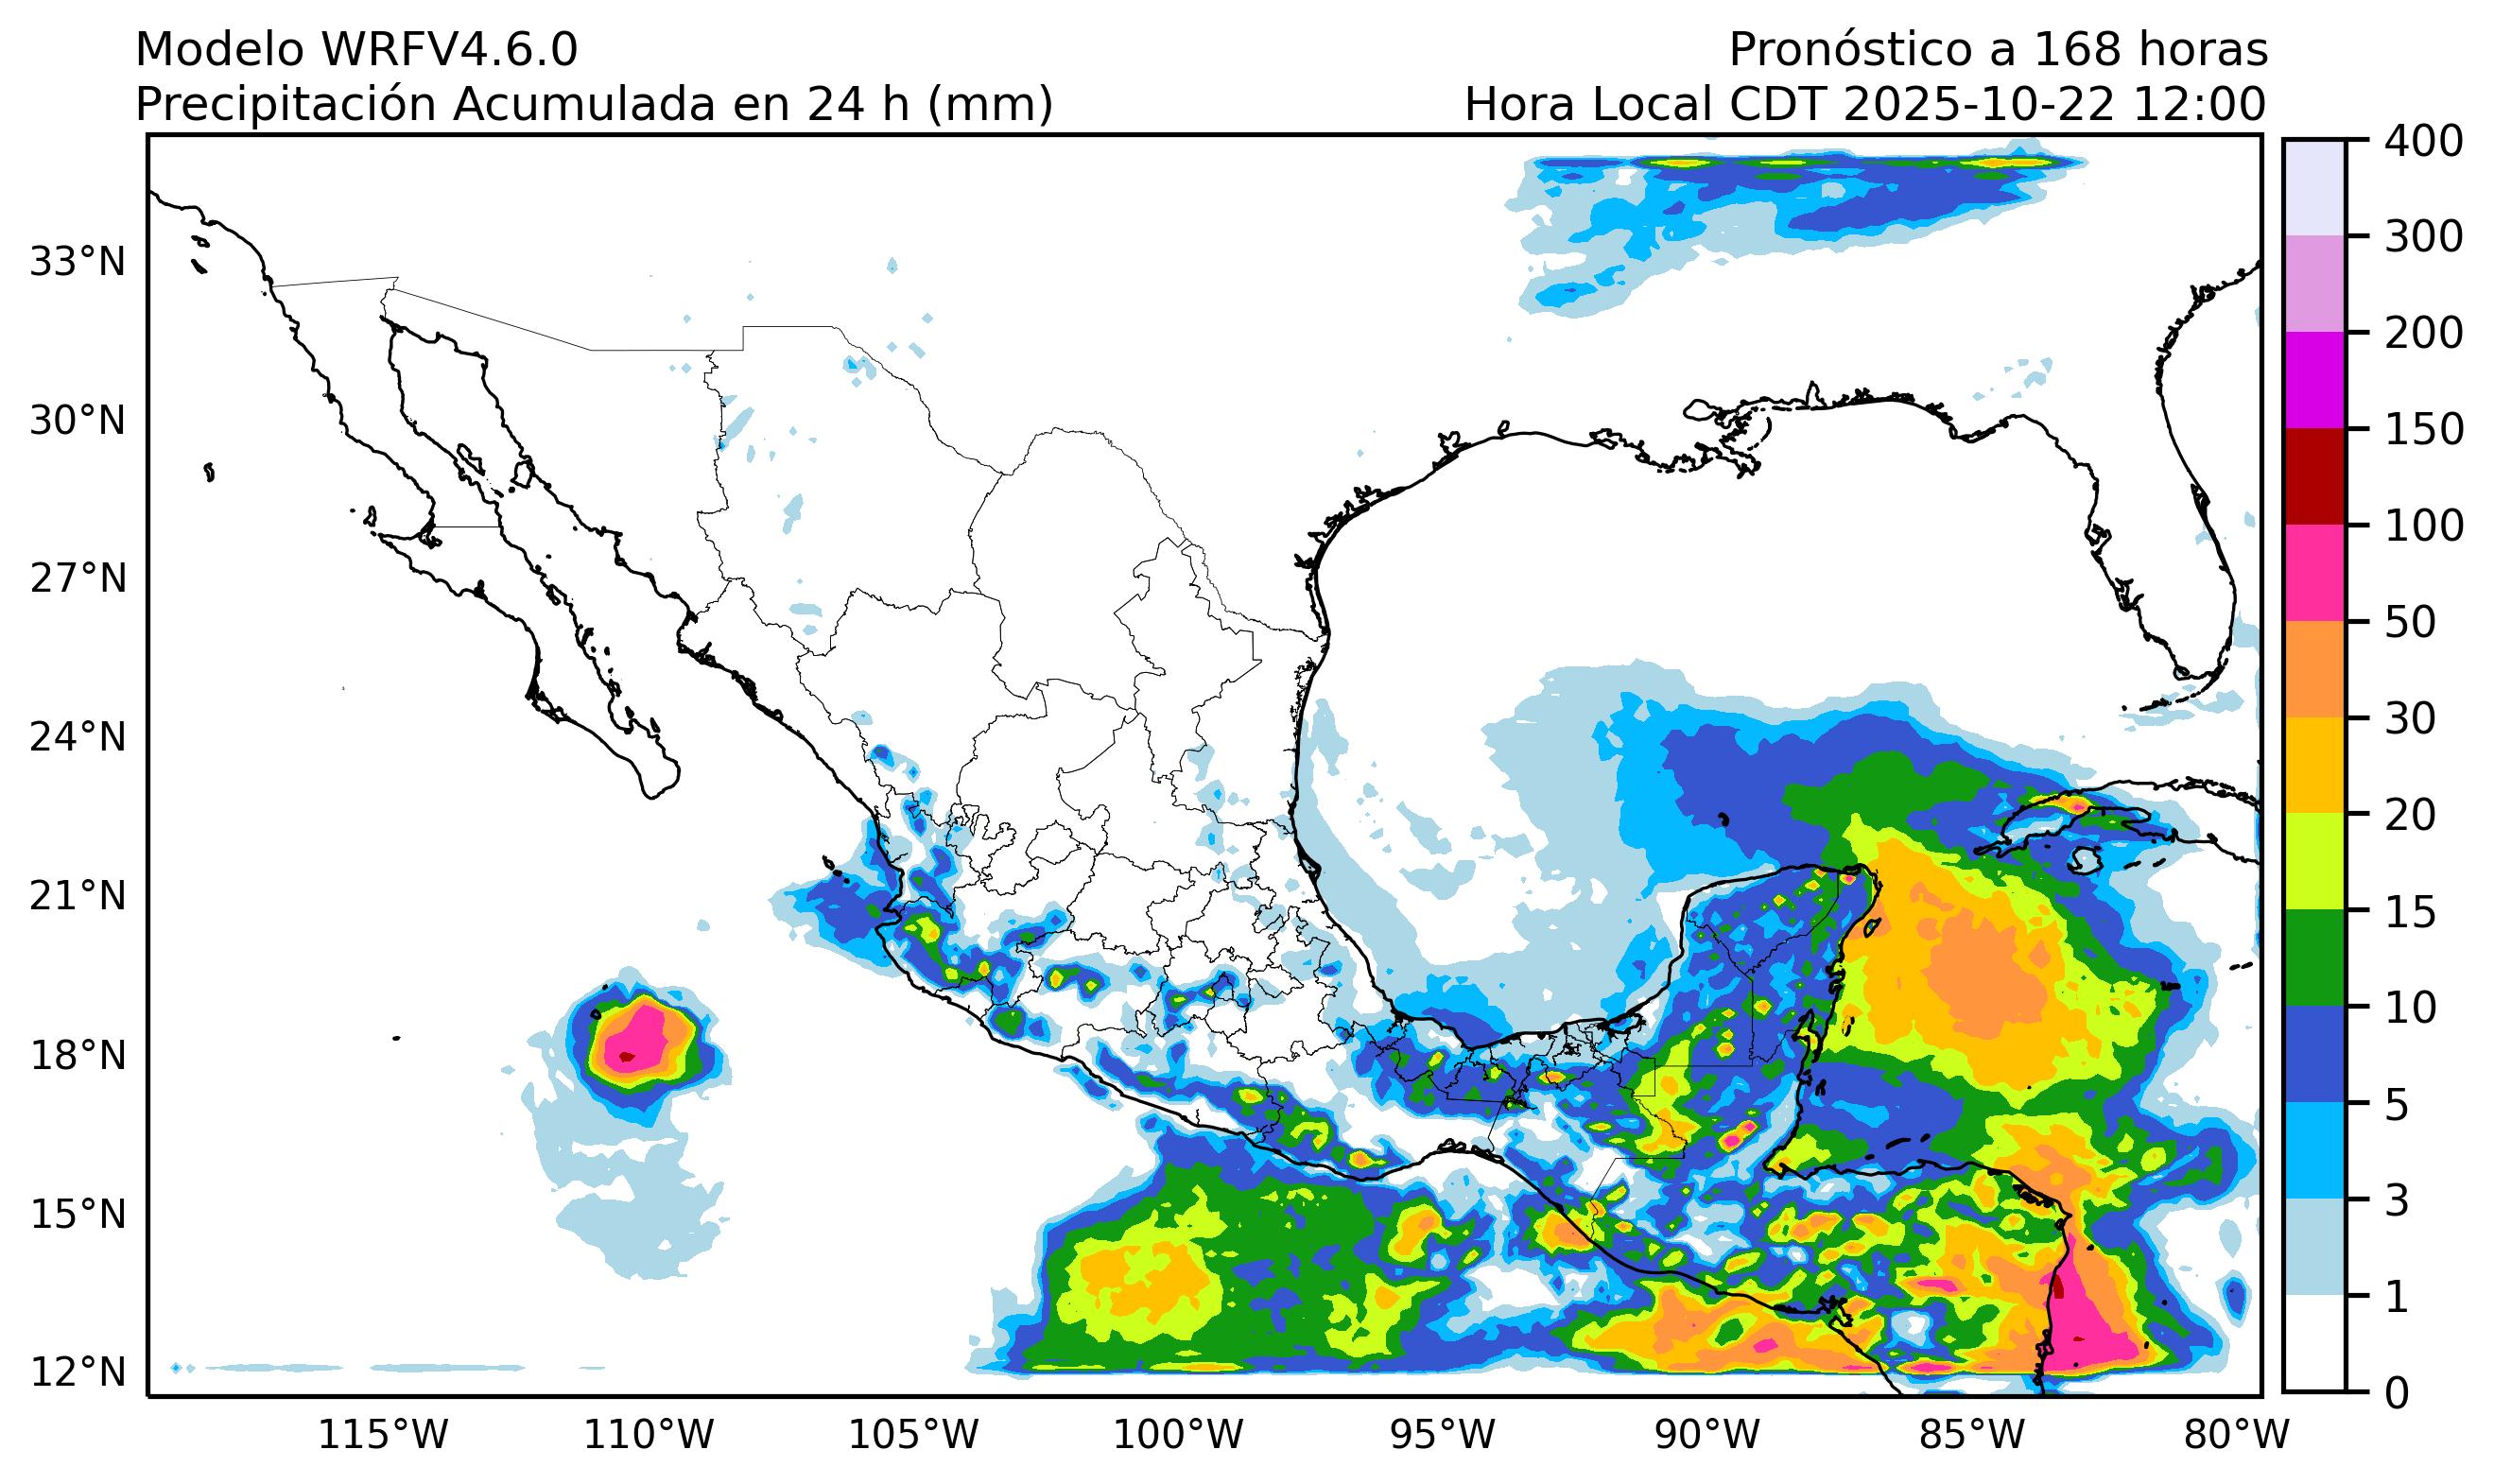 Modelo WRFV4.6.0
Pronóstico a 168 horas
Precipitación Acumulada en 24 h (mm)
Hora Local CDT 2025-10-22 12:00
400
300
200
150
100
50
30
20
15
10
5
3
1
0
33°N
30°N
27°N
24°N
21°N
18°N
15°N
12°N
115°W
110°W
105°W
100°W
95°W
90°W
85°W
80°W